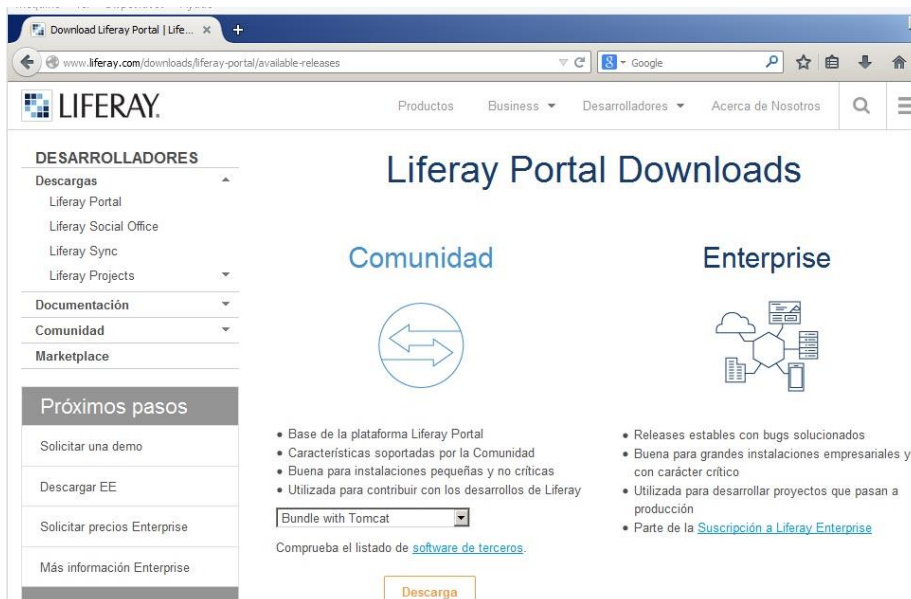 Download Liferay Portal | Life...
www.liferay.com/downloads/liferay-portal/available-releases
Google
LIFERAY.
Productos
Business
Desarrolladores
Acerca de Nosotros
DESARROLLADORES
Descargas
Liferay Portal
Liferay Social Office
Liferay Sync
Liferay Projects
Documentación
Comunidad
Marketplace
Próximos pasos
Solicitar una demo
Descargar EE
Solicitar precios Enterprise
Más información Enterprise
Liferay Portal Downloads
Comunidad
• Base de la plataforma Liferay Portal
• Características soportadas por la Comunidad
• Buena para instalaciones pequeñas y no críticas
• Utilizada para contribuir con los desarrollos de Liferay
Bundle with Tomcat
Comprueba el listado de software de terceros.
Descarga
Enterprise
• Releases estables con bugs solucionados
• Buena para grandes instalaciones empresariales y
con carácter crítico
• Utilizada para desarrollar proyectos que pasan a
producción
• Parte de la Suscripción a Liferay Enterprise